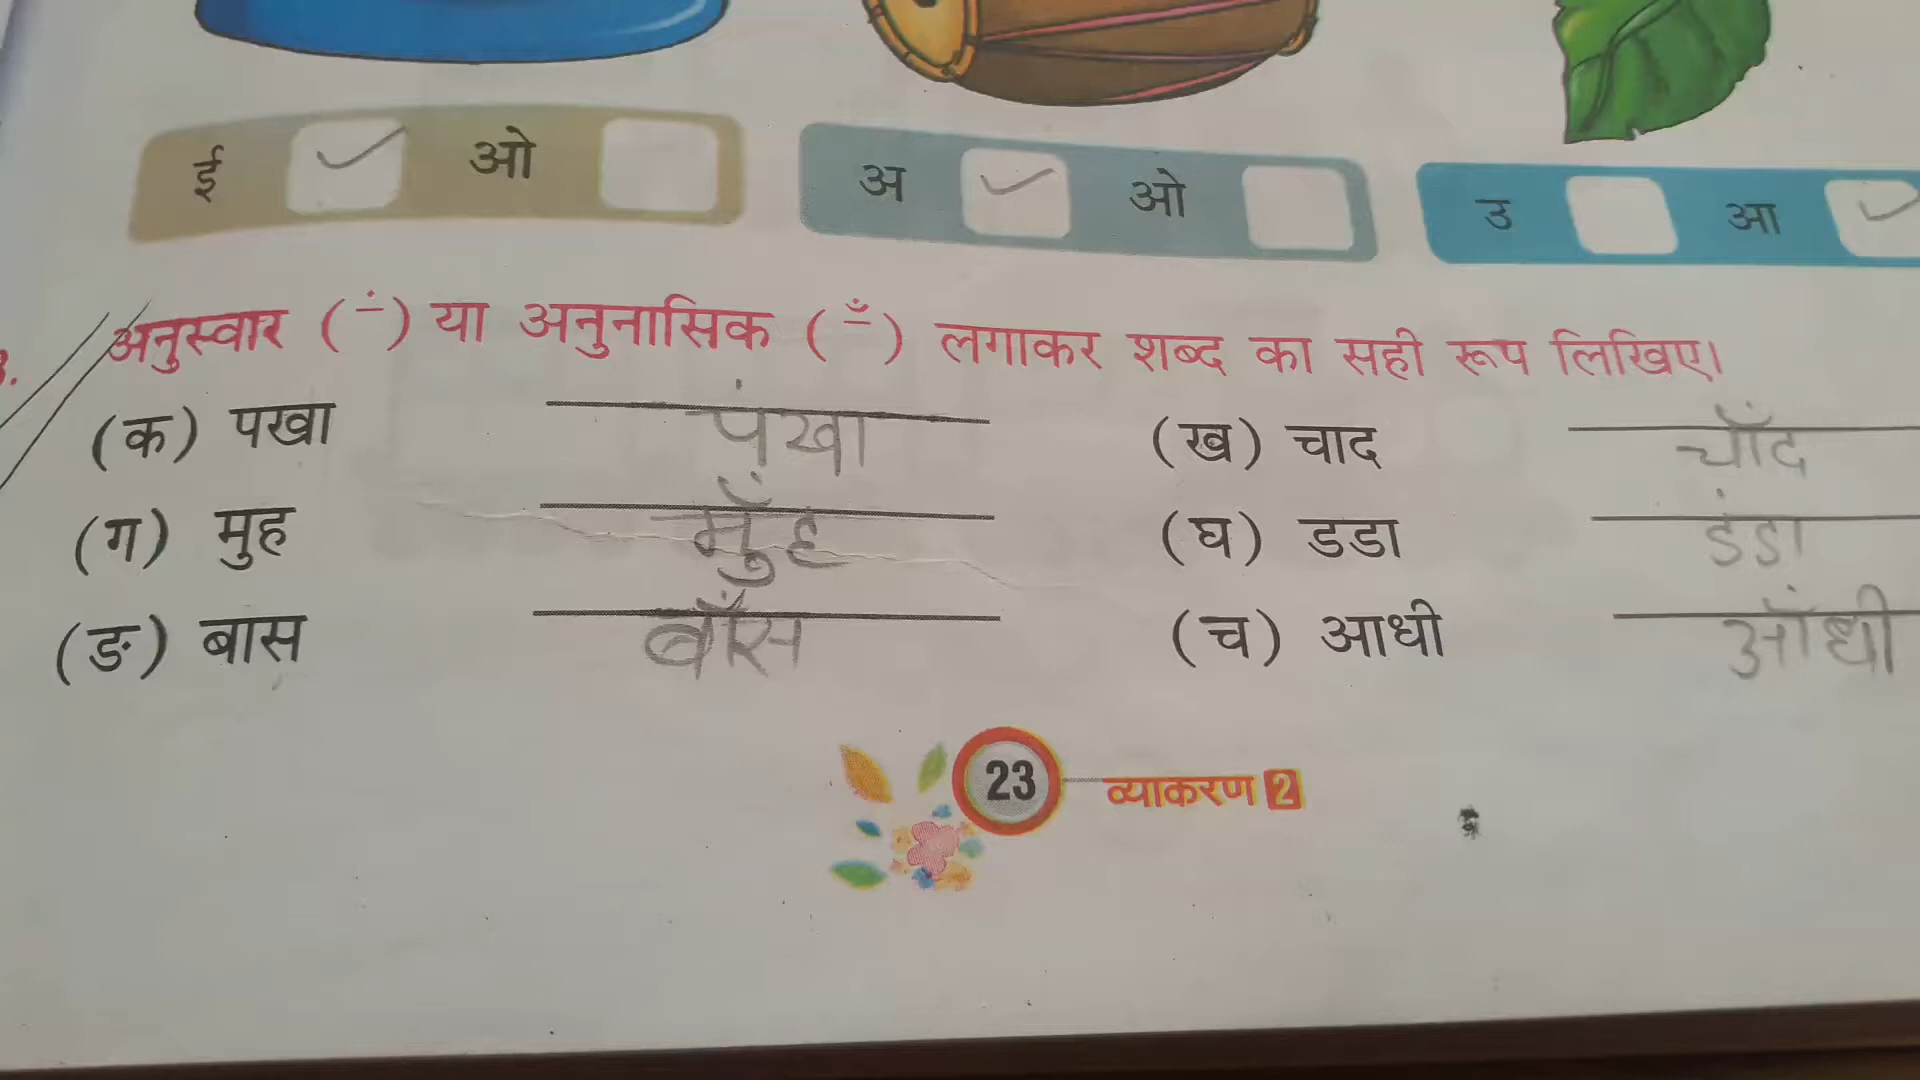 ई ✓ ओ अ ✓ ओ उ आ ✓
3. अनुस्वार ( ं ) या अनुनासिक ( ँ ) लगाकर शब्द का सही रूप लिखिए।
(क) पखा पंखा (ख) चाद चाँद
(ग) मुह मुँह (घ) डडा डंडा
(ङ) बास बाँस (च) आधी आँधी
23 व्याकरण 2